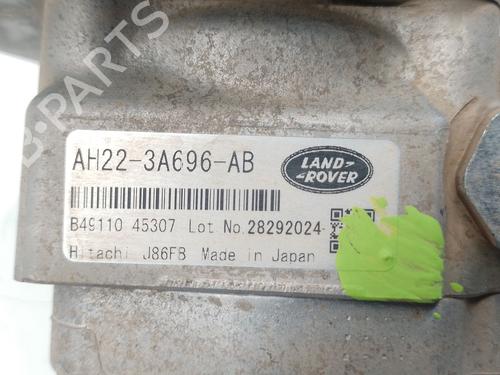 B-PARTS
AH22-3A696-AB
LAND
ROVER
B49110 45307 Lot No.28292024-
Hitachi J86FB Made in Japan